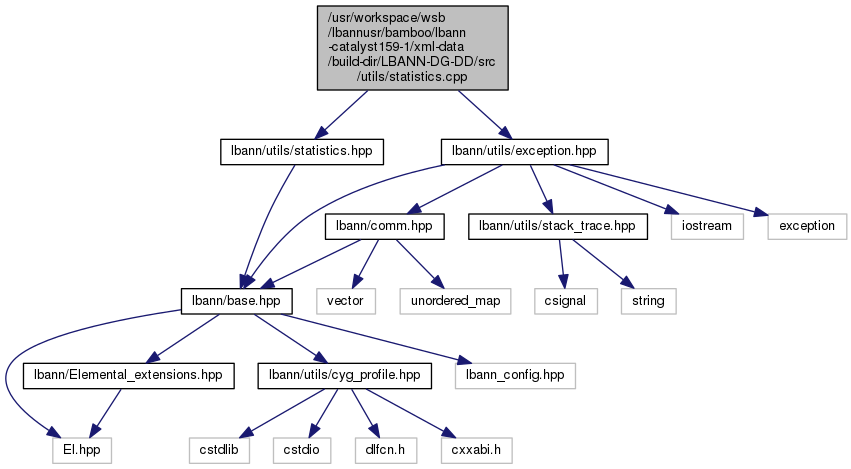 /usr/workspace/wsb
/lbannusr/bamboo/lbann
-catalyst159-1/xml-data
/build-dir/LBANN-DG-DD/src
/utils/statistics.cpp
lbann/utils/statistics.hpp
lbann/utils/exception.hpp
lbann/comm.hpp
lbann/utils/stack_trace.hpp
iostream
exception
lbann/base.hpp
vector
unordered_map
csignal
string
lbann/Elemental_extensions.hpp
lbann/utils/cyg_profile.hpp
lbann_config.hpp
El.hpp
cstdlib
cstdio
dlfcn.h
cxxabi.h